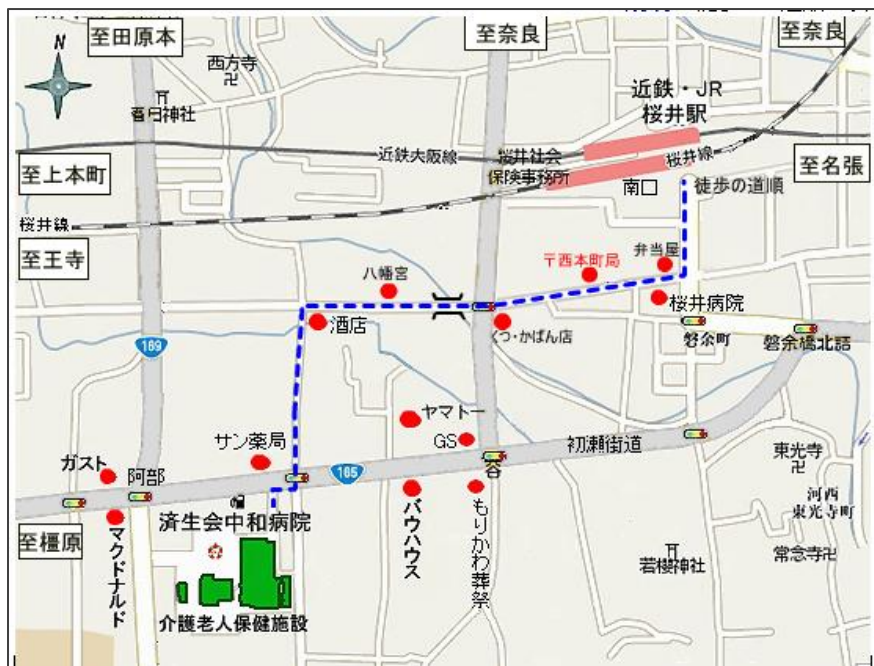 至田原本
至奈良
至奈良
N
西方寺
春日神社
近鉄・JR
桜井駅
近鉄大阪線
桜井社会
保険事務所
桜井線
至上本町
至名張
南口
徒歩の道順
桜井線
至王寺
八幡宮
〒西本町局
弁当屋
酒店
くつ・かばん店
桜井病院
磐余町
磐余橋北詰
169
ヤマトー
GS
サン薬局
初瀬街道
ガスト
阿部
165
谷
東光寺
済生会中和病院
バウハウス
もりかわ葬祭
河西
東光寺町
至橿原
マクドナルド
若櫻神社
常念寺
介護老人保健施設